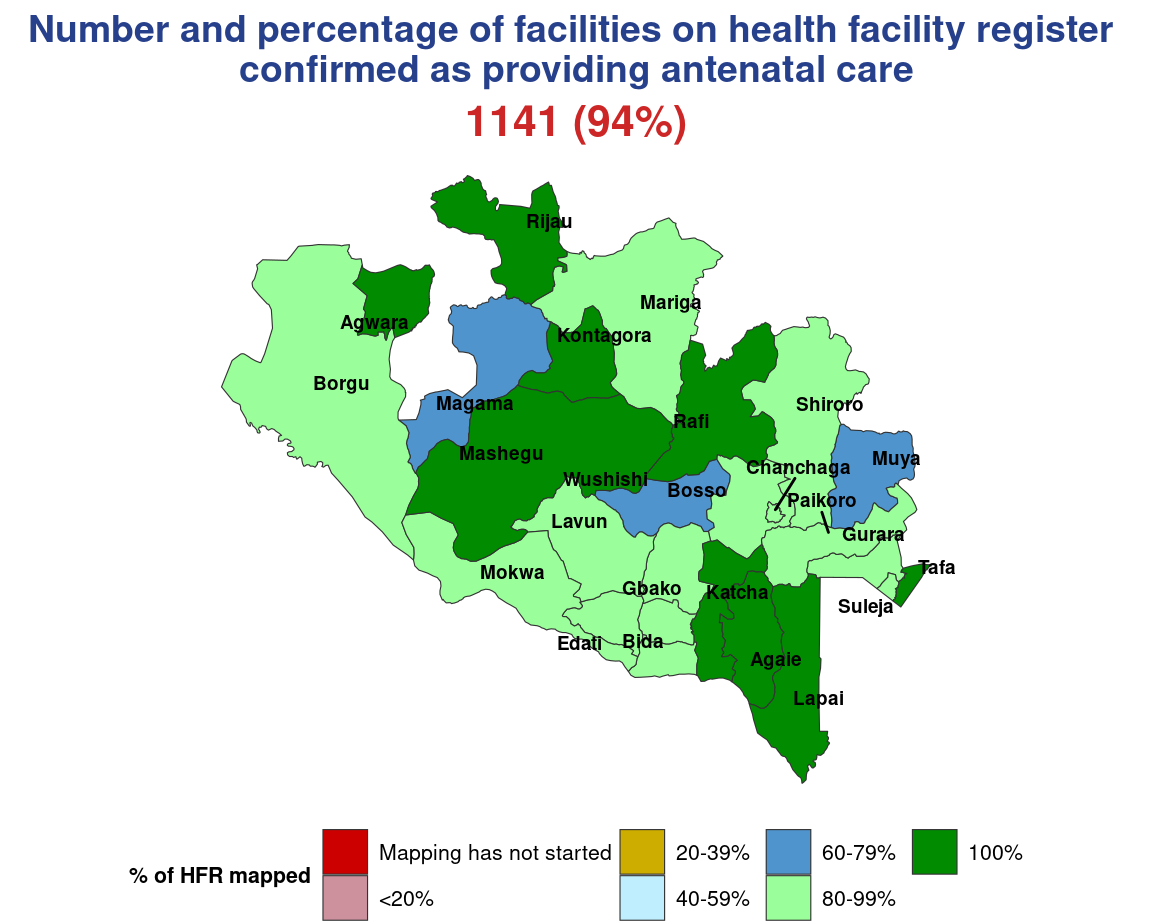 Number and percentage of facilities on health facility register
confirmed as providing antenatal care
1141 (94%)
Rijau
Mariga
Agwara
Kontagora
Borgu
Magama
Shiroro
Rafi
Mashegu
Muya
Chanchaga
Wushishi
Bosso
Paikoro
Lavun
Gurara
Tafa
Mokwa
Gbako
Katcha
Suleja
Edati
Bida
Agaie
Lapai
% of HFR mapped
Mapping has not started
<20%
20-39%
40-59%
60-79%
80-99%
100%